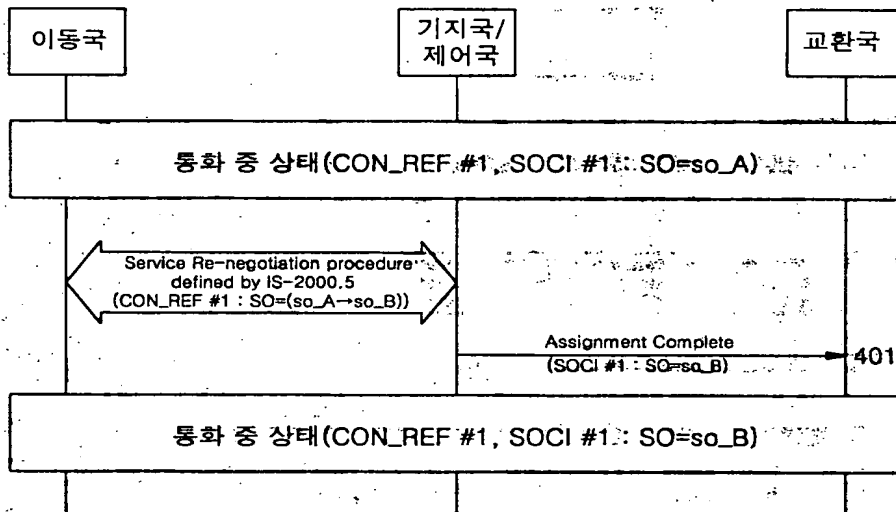 이동국
기지국/
제어국
교환국
통화 중 상태(CON_REF #1, SOCI #1 : SO=so_A)
Service Re-negotiation procedure
defined by IS-2000.5
(CON_REF #1 : SO=(so_A→so_B))
Assignment Complete
(SOCI #1 : SO=so_B)
401
통화 중 상태(CON_REF #1, SOCI #1 : SO=so_B)